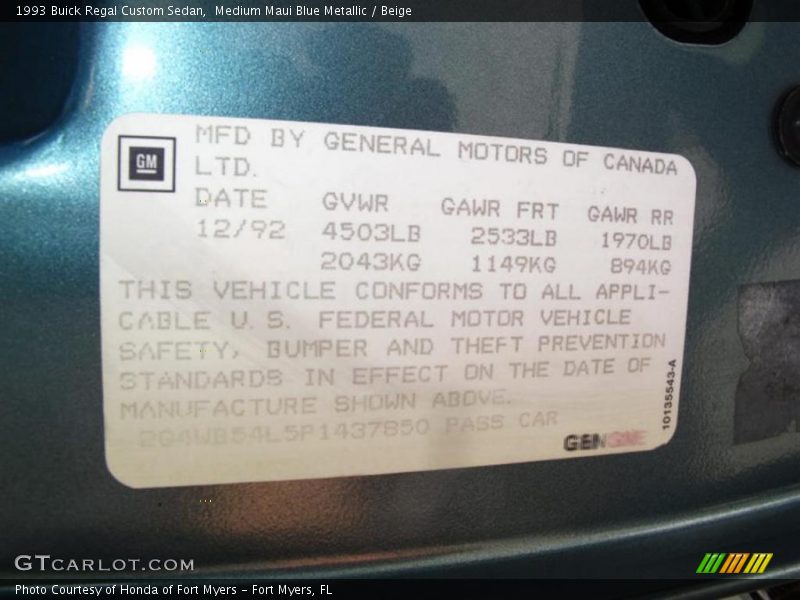 1993 Buick Regal Custom Sedan, Medium Maui Blue Metallic / Beige
GM
MFD BY GENERAL MOTORS OF CANADA
LTD.
DATE GVWR GAWR FRT GAWR RR
12/92 4503LB 2533LB 1970LB
2043KG 1149KG 894KG
THIS VEHICLE CONFORMS TO ALL APPLI-
CABLE U.S. FEDERAL MOTOR VEHICLE
SAFETY, BUMPER AND THEFT PREVENTION
STANDARDS IN EFFECT ON THE DATE OF
MANUFACTURE SHOWN ABOVE.
2G4WB54L5P1437850 PASS CAR
10135543-A
GTCARLOT.COM
Photo Courtesy of Honda of Fort Myers - Fort Myers, FL